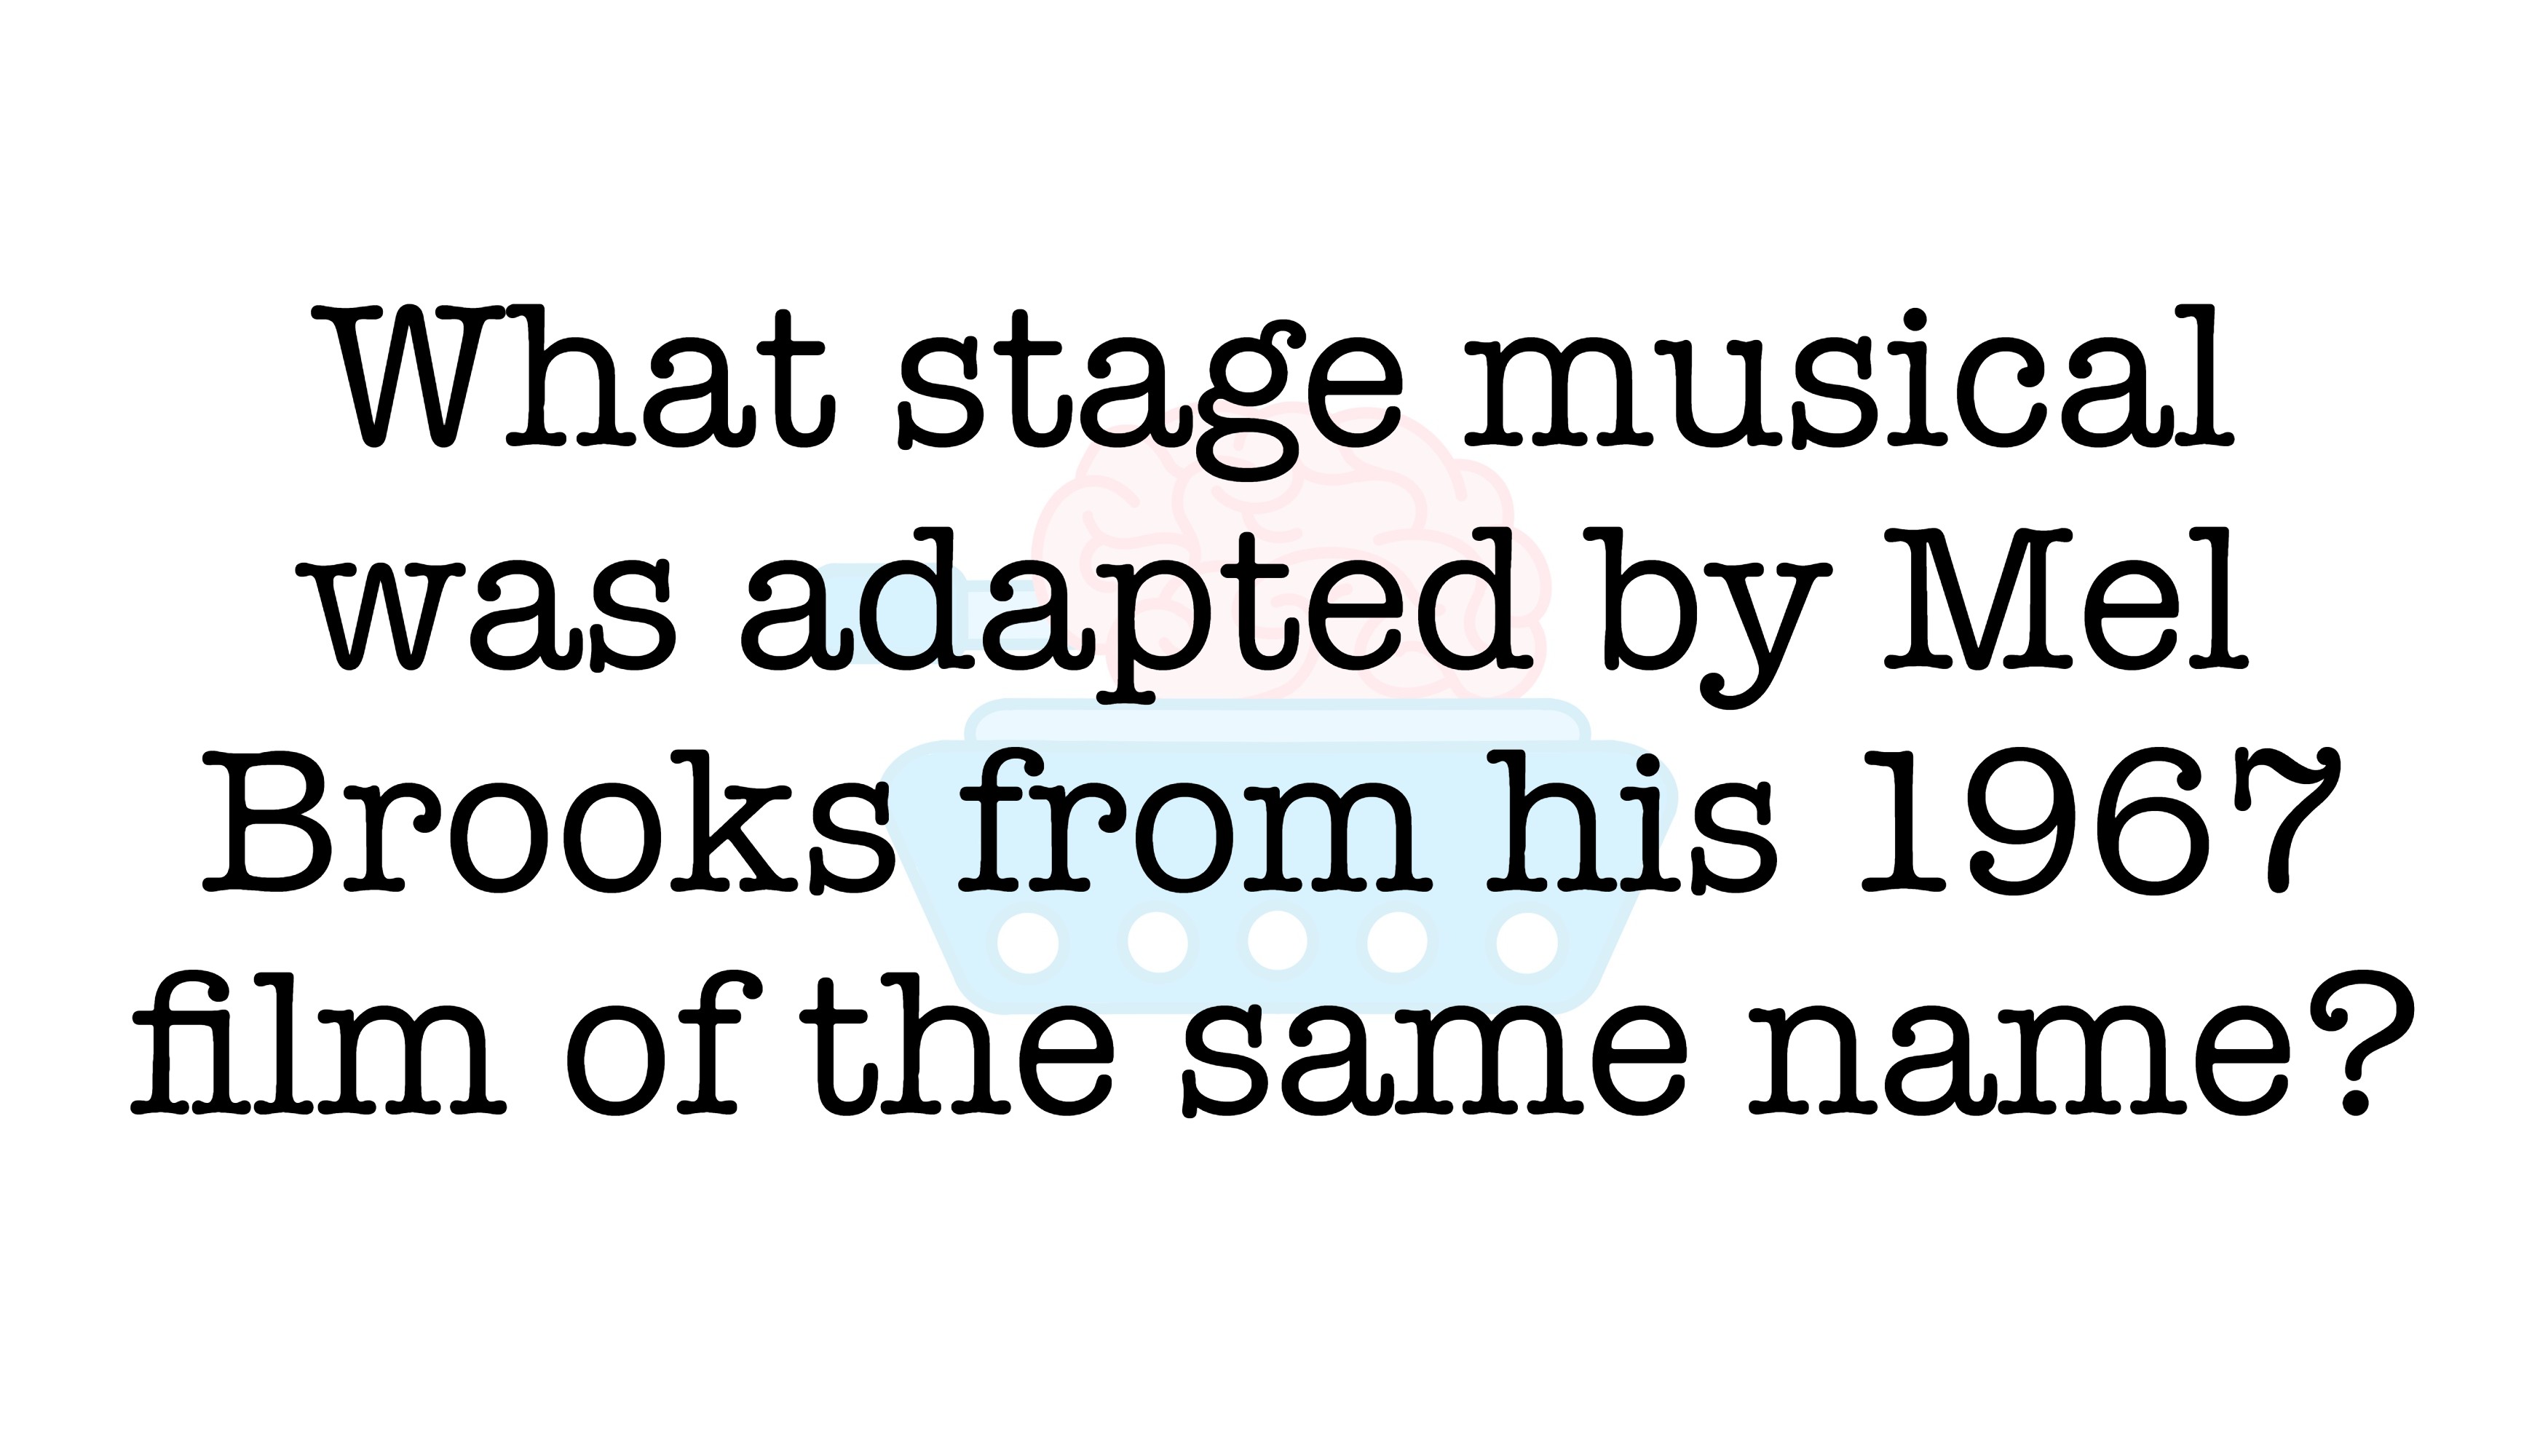 What stage musical
was adapted by Mel
Brooks from his 1967
film of the same name?